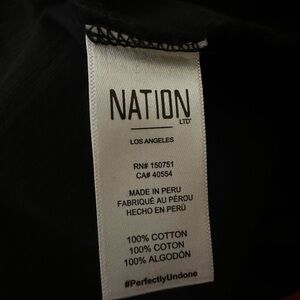 NATION
LTD
LOS ANGELES
RN# 150751
CA# 40554
MADE IN PERU
FABRIQUÉ AU PÉROU
HECHO EN PERÚ
100% COTTON
100% COTON
100% ALGODÓN
#PerfectlyUndone